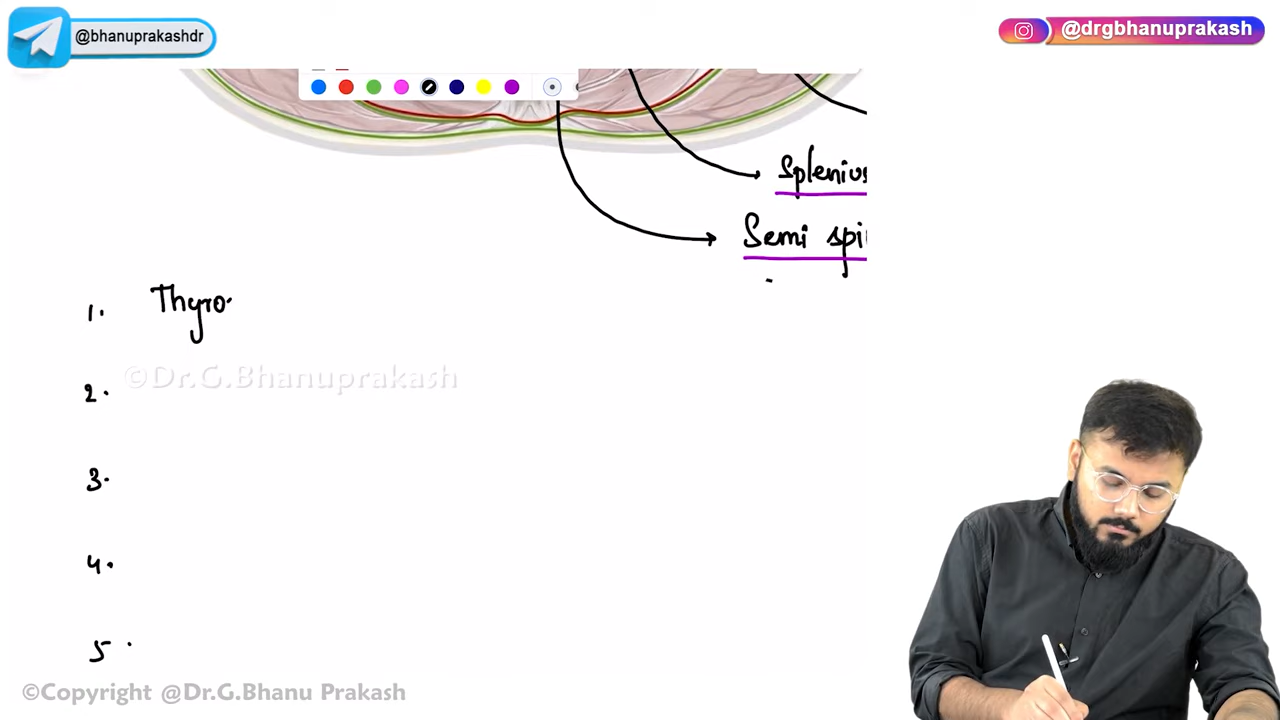 @bhanuprakashdr
@drgbhanuprakash
Splenius
Semi spi
1. Thyro
©Dr.G.Bhanuprakash
2.
3.
4.
5
©Copyright @Dr.G.Bhanu Prakash